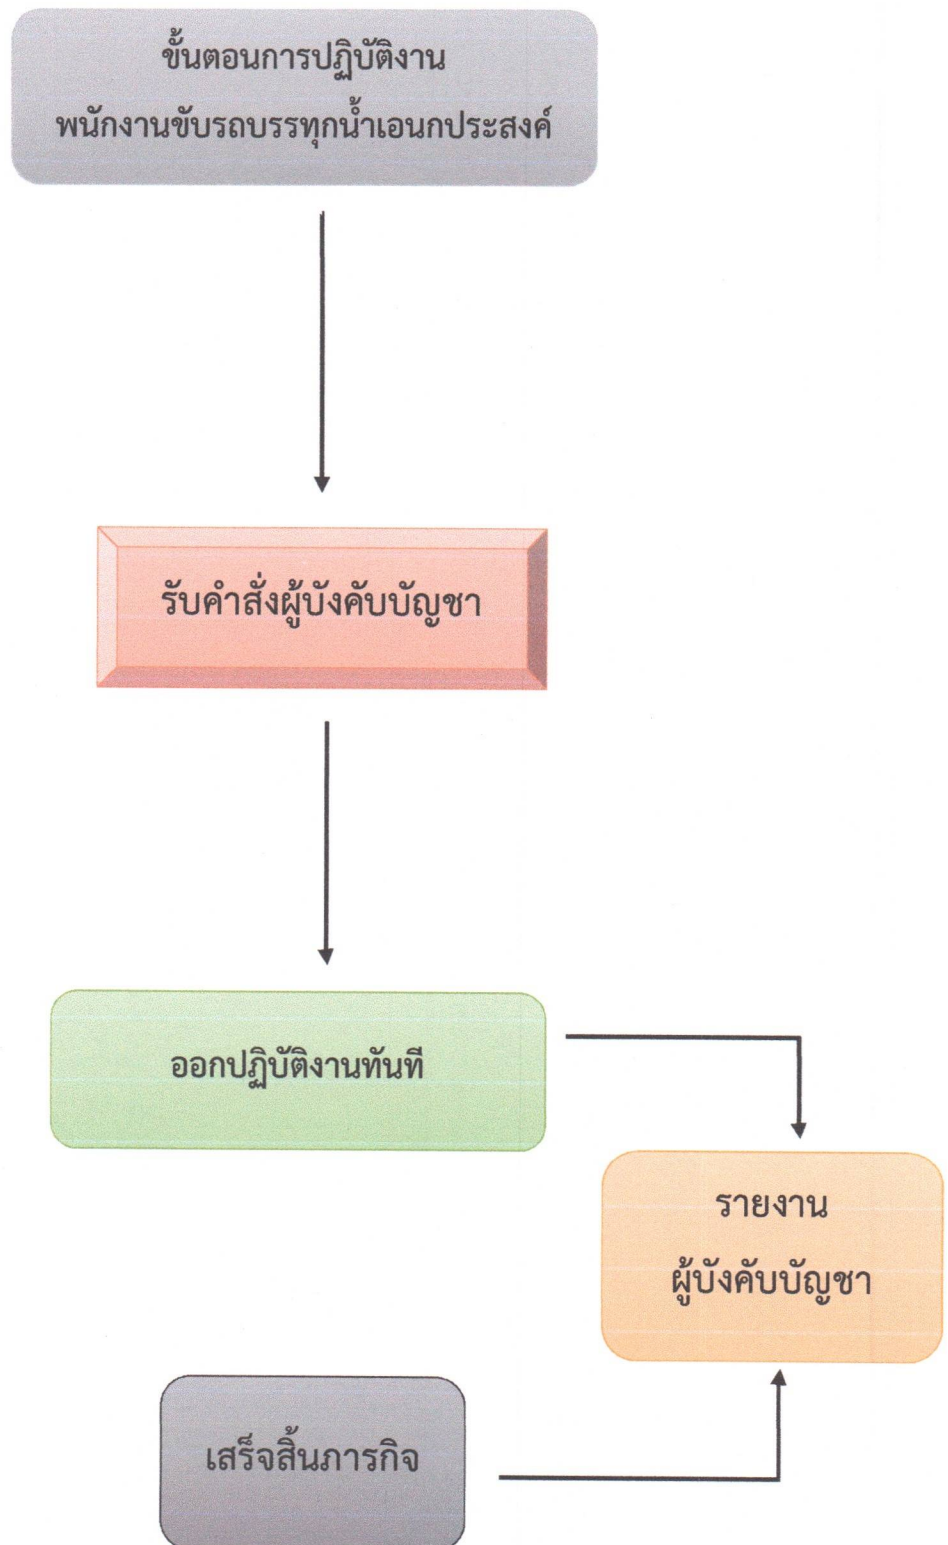 ขั้นตอนการปฏิบัติงาน
พนักงานขับรถบรรทุกน้ำเอนกประสงค์
รับคำสั่งผู้บังคับบัญชา
ออกปฏิบัติงานทันที
รายงาน
ผู้บังคับบัญชา
เสร็จสิ้นภารกิจ